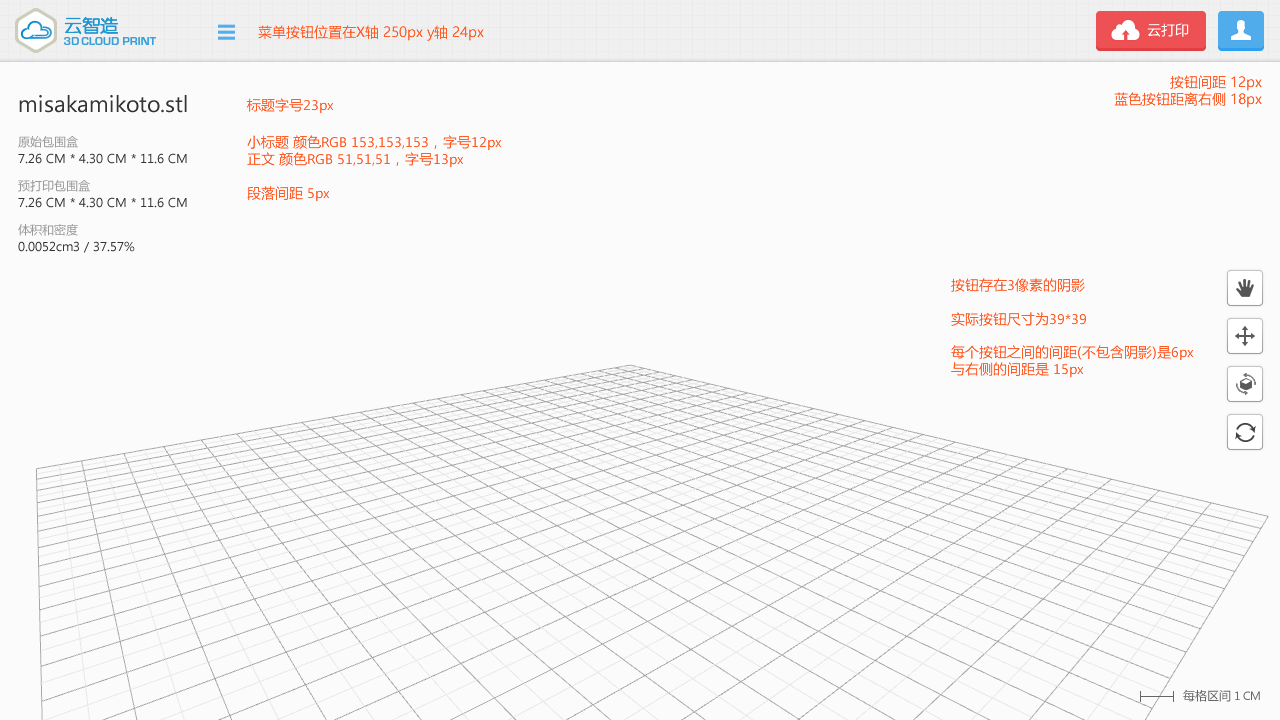 云智造
3D CLOUD PRINT
菜单按钮位置在X轴 250px y轴 24px
云打印
按钮间距 12px
蓝色按钮距离右侧 18px
misakamikoto.stl
标题字号23px
原始包围盒
7.26 CM * 4.30 CM * 11.6 CM
小标题 颜色RGB 153,153,153，字号12px
正文 颜色RGB 51,51,51，字号13px
预打印包围盒
7.26 CM * 4.30 CM * 11.6 CM
段落间距 5px
体积和密度
0.0052cm3 / 37.57%
按钮存在3像素的阴影
实际按钮尺寸为39*39
每个按钮之间的间距(不包含阴影)是6px
与右侧的间距是 15px
每格区间 1 CM